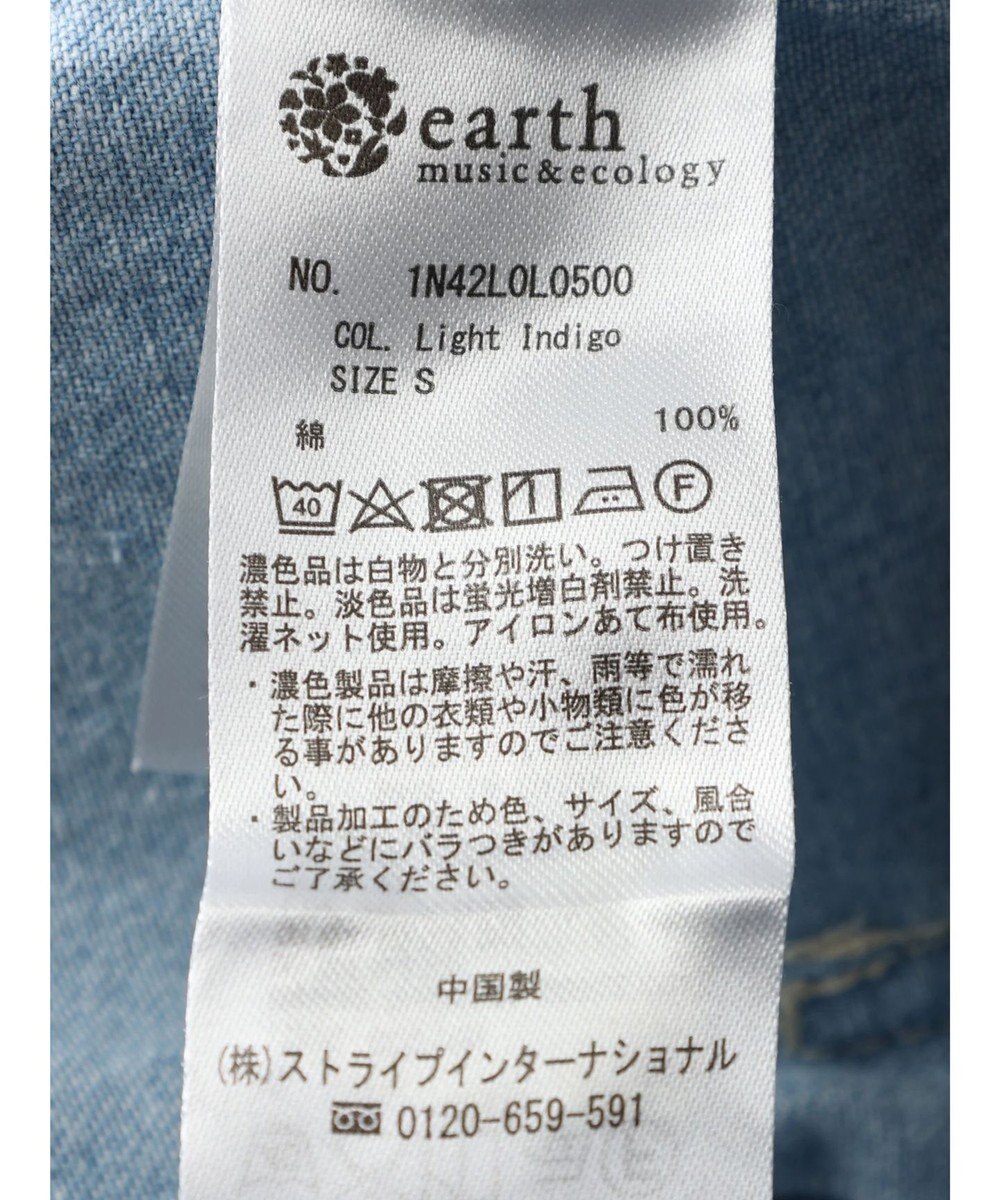 earth
music&ecology
NO. 1N42L0L0500
COL. Light Indigo
SIZE S
綿 100%
40 F
濃色品は白物と分別洗い。つけ置き
禁止。淡色品は蛍光増白剤禁止。洗
濯ネット使用。アイロンあて布使用。
・濃色製品は摩擦や汗、雨等で濡れ
た際に他の衣類や小物類に色が移
る事がありますのでご注意くださ
い。
・製品加工のため色、サイズ、風合
いなどにバラつきがありますので
ご了承ください。
中国製
(株)ストライプインターナショナル
0120-659-591